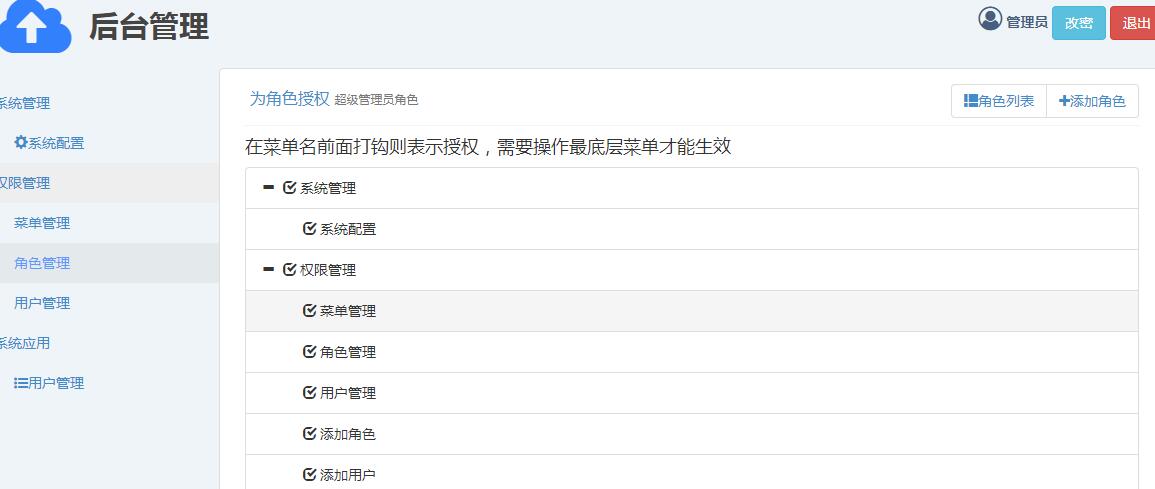 后台管理
管理员 改密 退出
系统管理
系统配置
权限管理
菜单管理
角色管理
用户管理
系统应用
用户管理
为角色授权 超级管理员角色
角色列表 添加角色
在菜单名前面打钩则表示授权，需要操作最底层菜单才能生效
系统管理
系统配置
权限管理
菜单管理
角色管理
用户管理
添加角色
添加用户